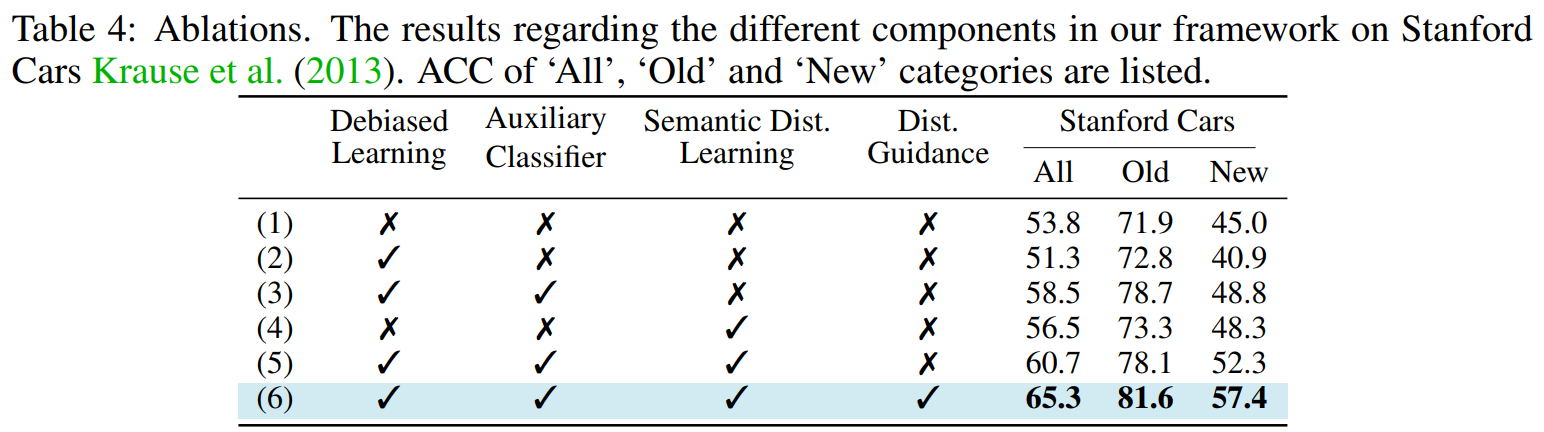 Table 4: Ablations. The results regarding the different components in our framework on Stanford
Cars Krause et al. (2013). ACC of ‘All’, ‘Old’ and ‘New’ categories are listed.
Debiased Auxiliary Semantic Dist. Dist. Stanford Cars
Learning Classifier Learning Guidance
All Old New
(1) ✗ ✗ ✗ ✗ 53.8 71.9 45.0
(2) ✓ ✗ ✗ ✗ 51.3 72.8 40.9
(3) ✓ ✓ ✗ ✗ 58.5 78.7 48.8
(4) ✗ ✗ ✓ ✗ 56.5 73.3 48.3
(5) ✓ ✓ ✓ ✗ 60.7 78.1 52.3
(6) ✓ ✓ ✓ ✓ 65.3 81.6 57.4